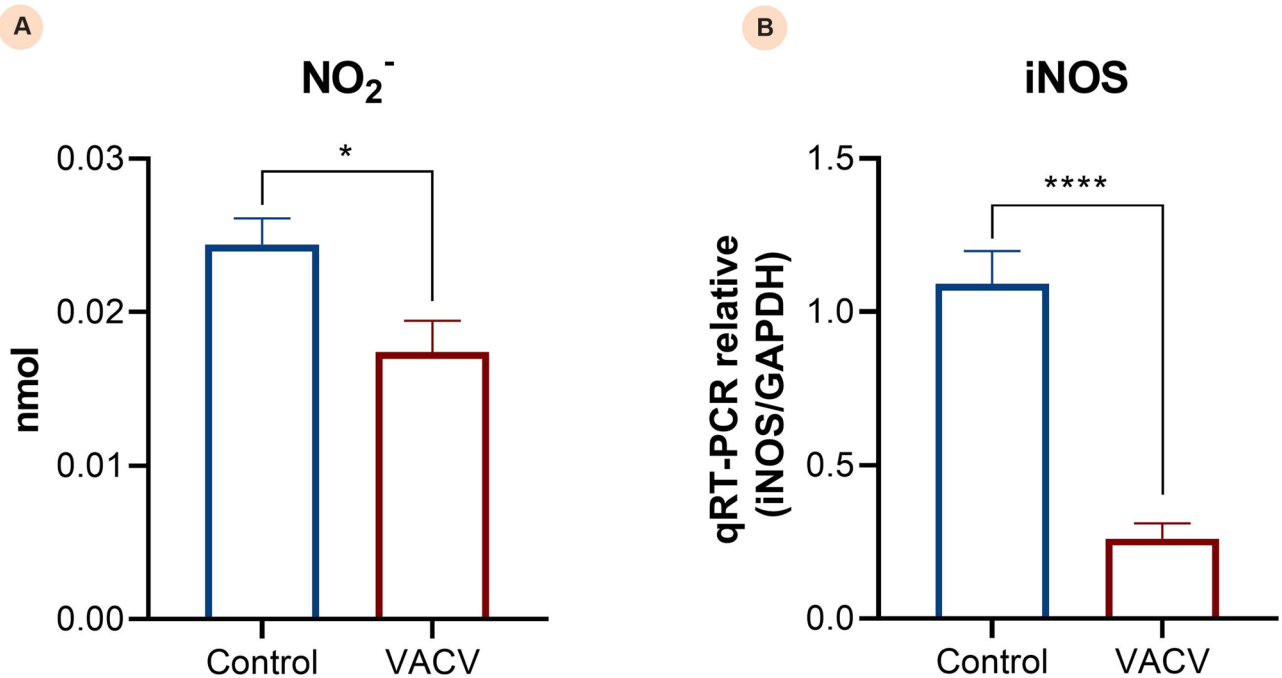 A
NO₂⁻
*
0.03
0.02
0.01
0.00
nmol
Control
VACV
B
iNOS
****
1.5
1.0
0.5
0.0
qRT-PCR relative
(iNOS/GAPDH)
Control
VACV